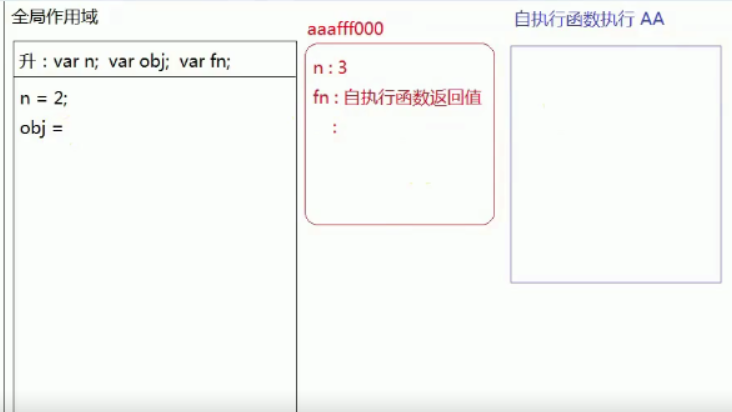 全局作用域
升 : var n;  var obj;  var fn;
n = 2;
obj =
aaafff000
n : 3
fn : 自执行函数返回值
:
自执行函数执行 AA